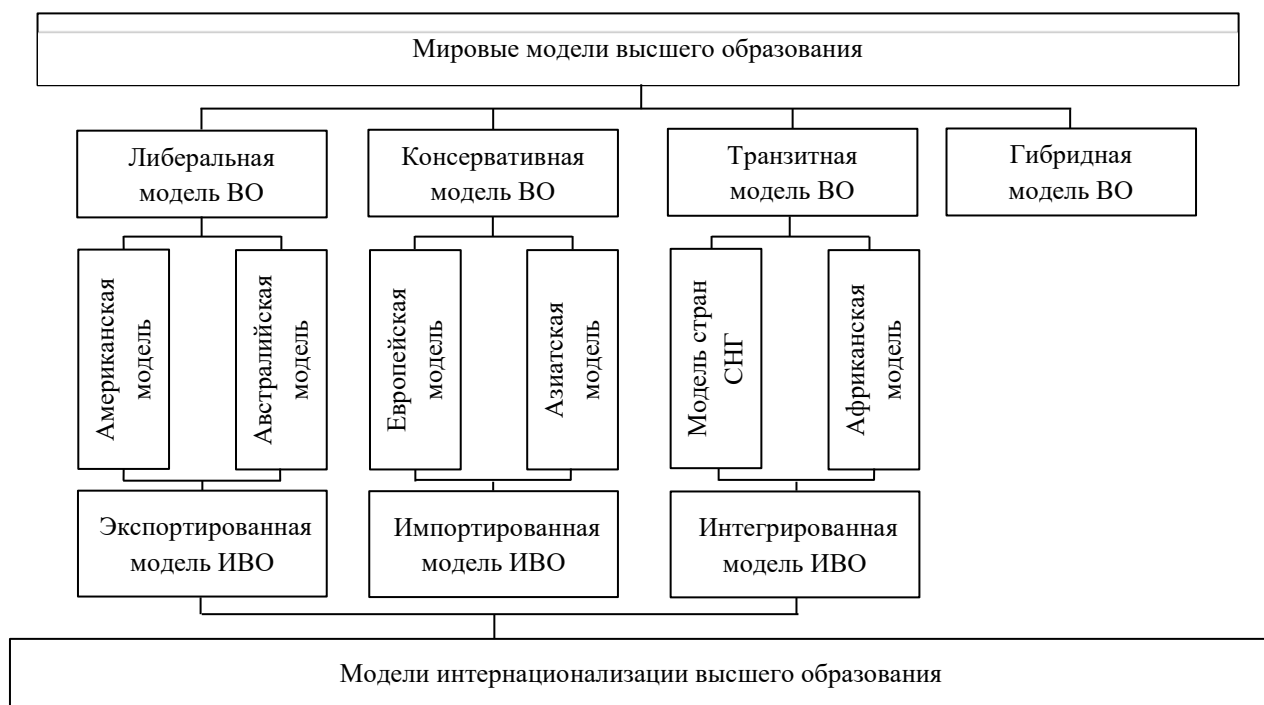 Мировые модели высшего образования
Либеральная
модель ВО
Консервативная
модель ВО
Транзитная
модель ВО
Гибридная
модель ВО
Американская
модель
Австралийская
модель
Европейская
модель
Азиатская
модель
Модель стран
СНГ
Африканская
модель
Экспортированная
модель ИВО
Импортированная
модель ИВО
Интегрированная
модель ИВО
Модели интернационализации высшего образования